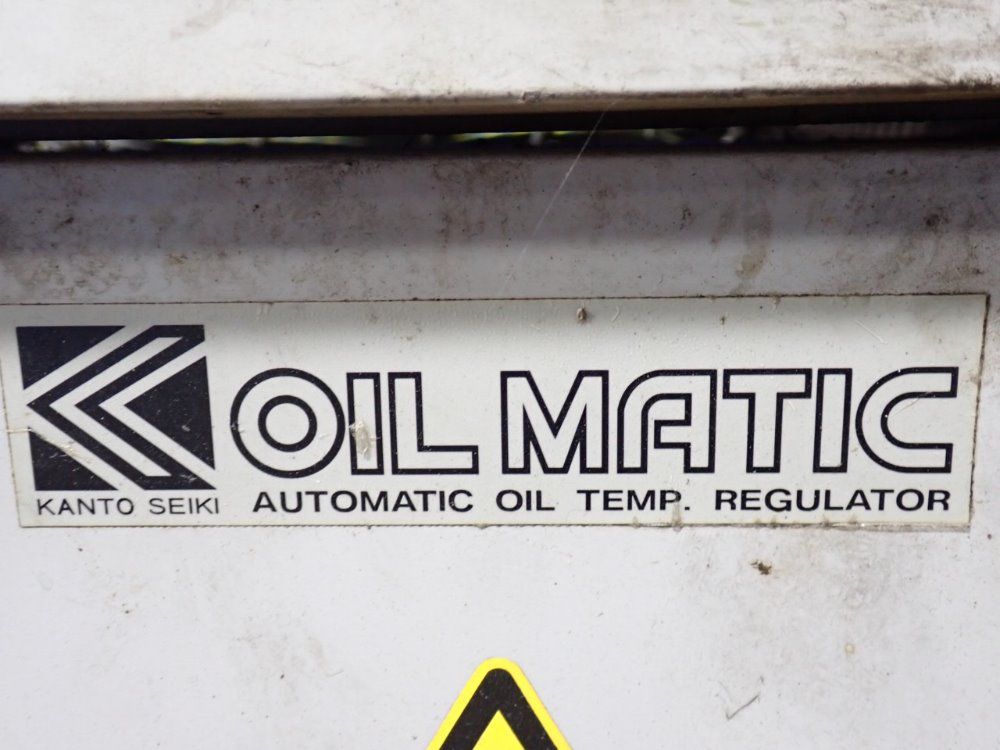 OIL MATIC
KANTO SEIKI
AUTOMATIC OIL TEMP. REGULATOR